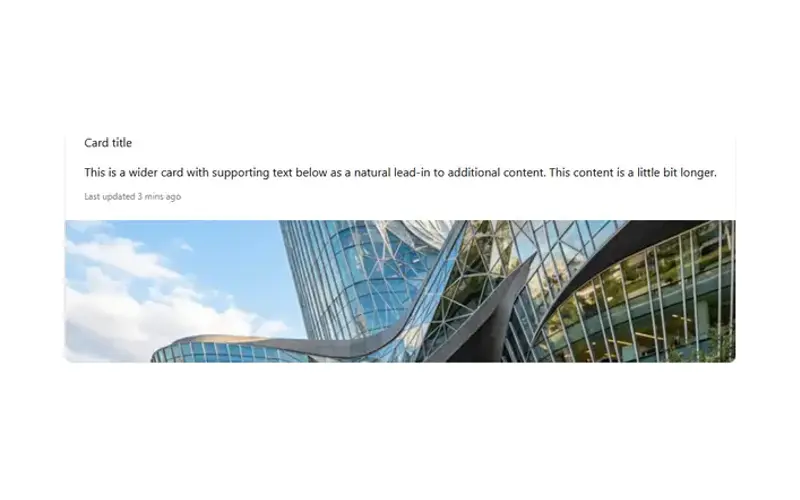 Card title
This is a wider card with supporting text below as a natural lead-in to additional content. This content is a little bit longer.
Last updated 3 mins ago